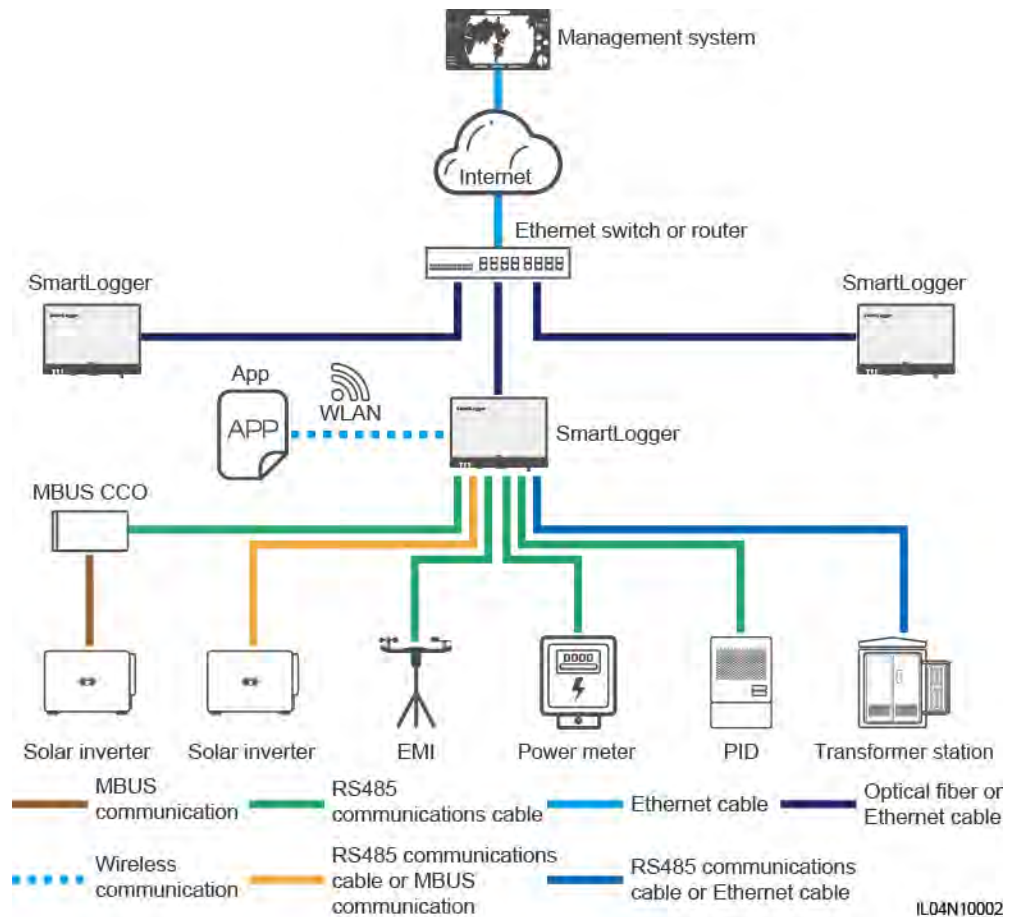 Management system
Internet
Ethernet switch or router
SmartLogger
SmartLogger
App
WLAN
APP
SmartLogger
MBUS CCO
Solar inverter
Solar inverter
EMI
Power meter
PID
Transformer station
MBUS
communication
RS485
communications cable
Ethernet cable
Optical fiber or
Ethernet cable
Wireless
communication
RS485 communications
cable or MBUS
communication
RS485 communications
cable or Ethernet cable
IL04N10002